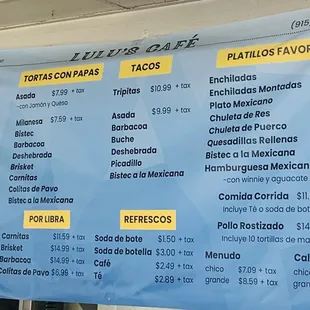 (915
LULU'S CAFÉ
TORTAS CON PAPAS
Asada $7.99 + tax
-con Jamón y Queso
Milanesa $7.59 + tax
Bistec
Barbacoa
Deshebrada
Brisket
Carnitas
Colitas de Pavo
Bistec a la Mexicana
TACOS
Tripitas $10.99 + tax
Asada $9.99 + tax
Barbacoa
Buche
Deshebrada
Picadillo
Bistec a la Mexicana
PLATILLOS FAVOR
Enchiladas
Enchiladas Montadas
Plato Mexicano
Chuleta de Res
Chuleta de Puerco
Quesadillas Rellenas
Bistec a la Mexicana
Hamburguesa Mexican
-con winnie y aguacate
Comida Corrida $11.
Incluye Té o soda de bot
Pollo Rostizado $14
Incluye 10 tortillas de ma
Menudo
chico $7.09 + tax
grande $8.59 + tax
Cal
chic
gran
POR LIBRA
Carnitas $11.59 + tax
Brisket $14.99 + tax
Barbacoa $14.99 + tax
Colitas de Pavo $6.99 + tax
REFRESCOS
Soda de bote $1.50 + tax
Soda de botella $3.00 + tax
Café $2.49 + tax
Té $2.89 + tax